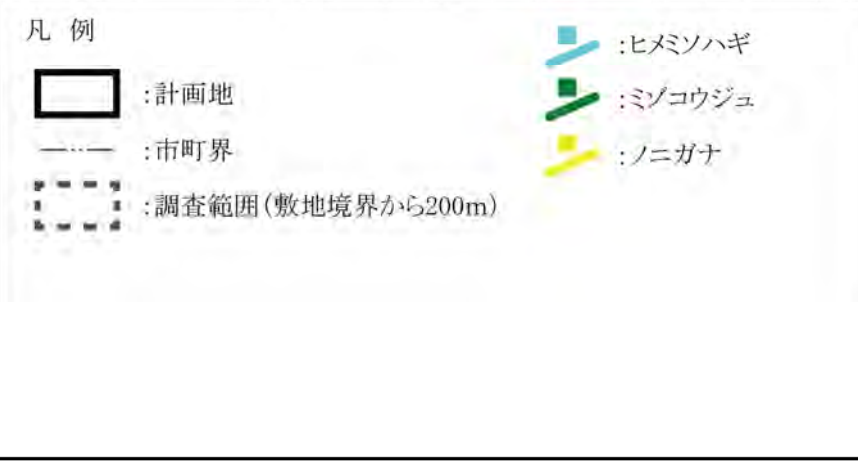 凡 例
:計画地
:市町界
:調査範囲(敷地境界から200m)
:ヒメミソハギ
:ミゾコウジュ
:ノニガナ